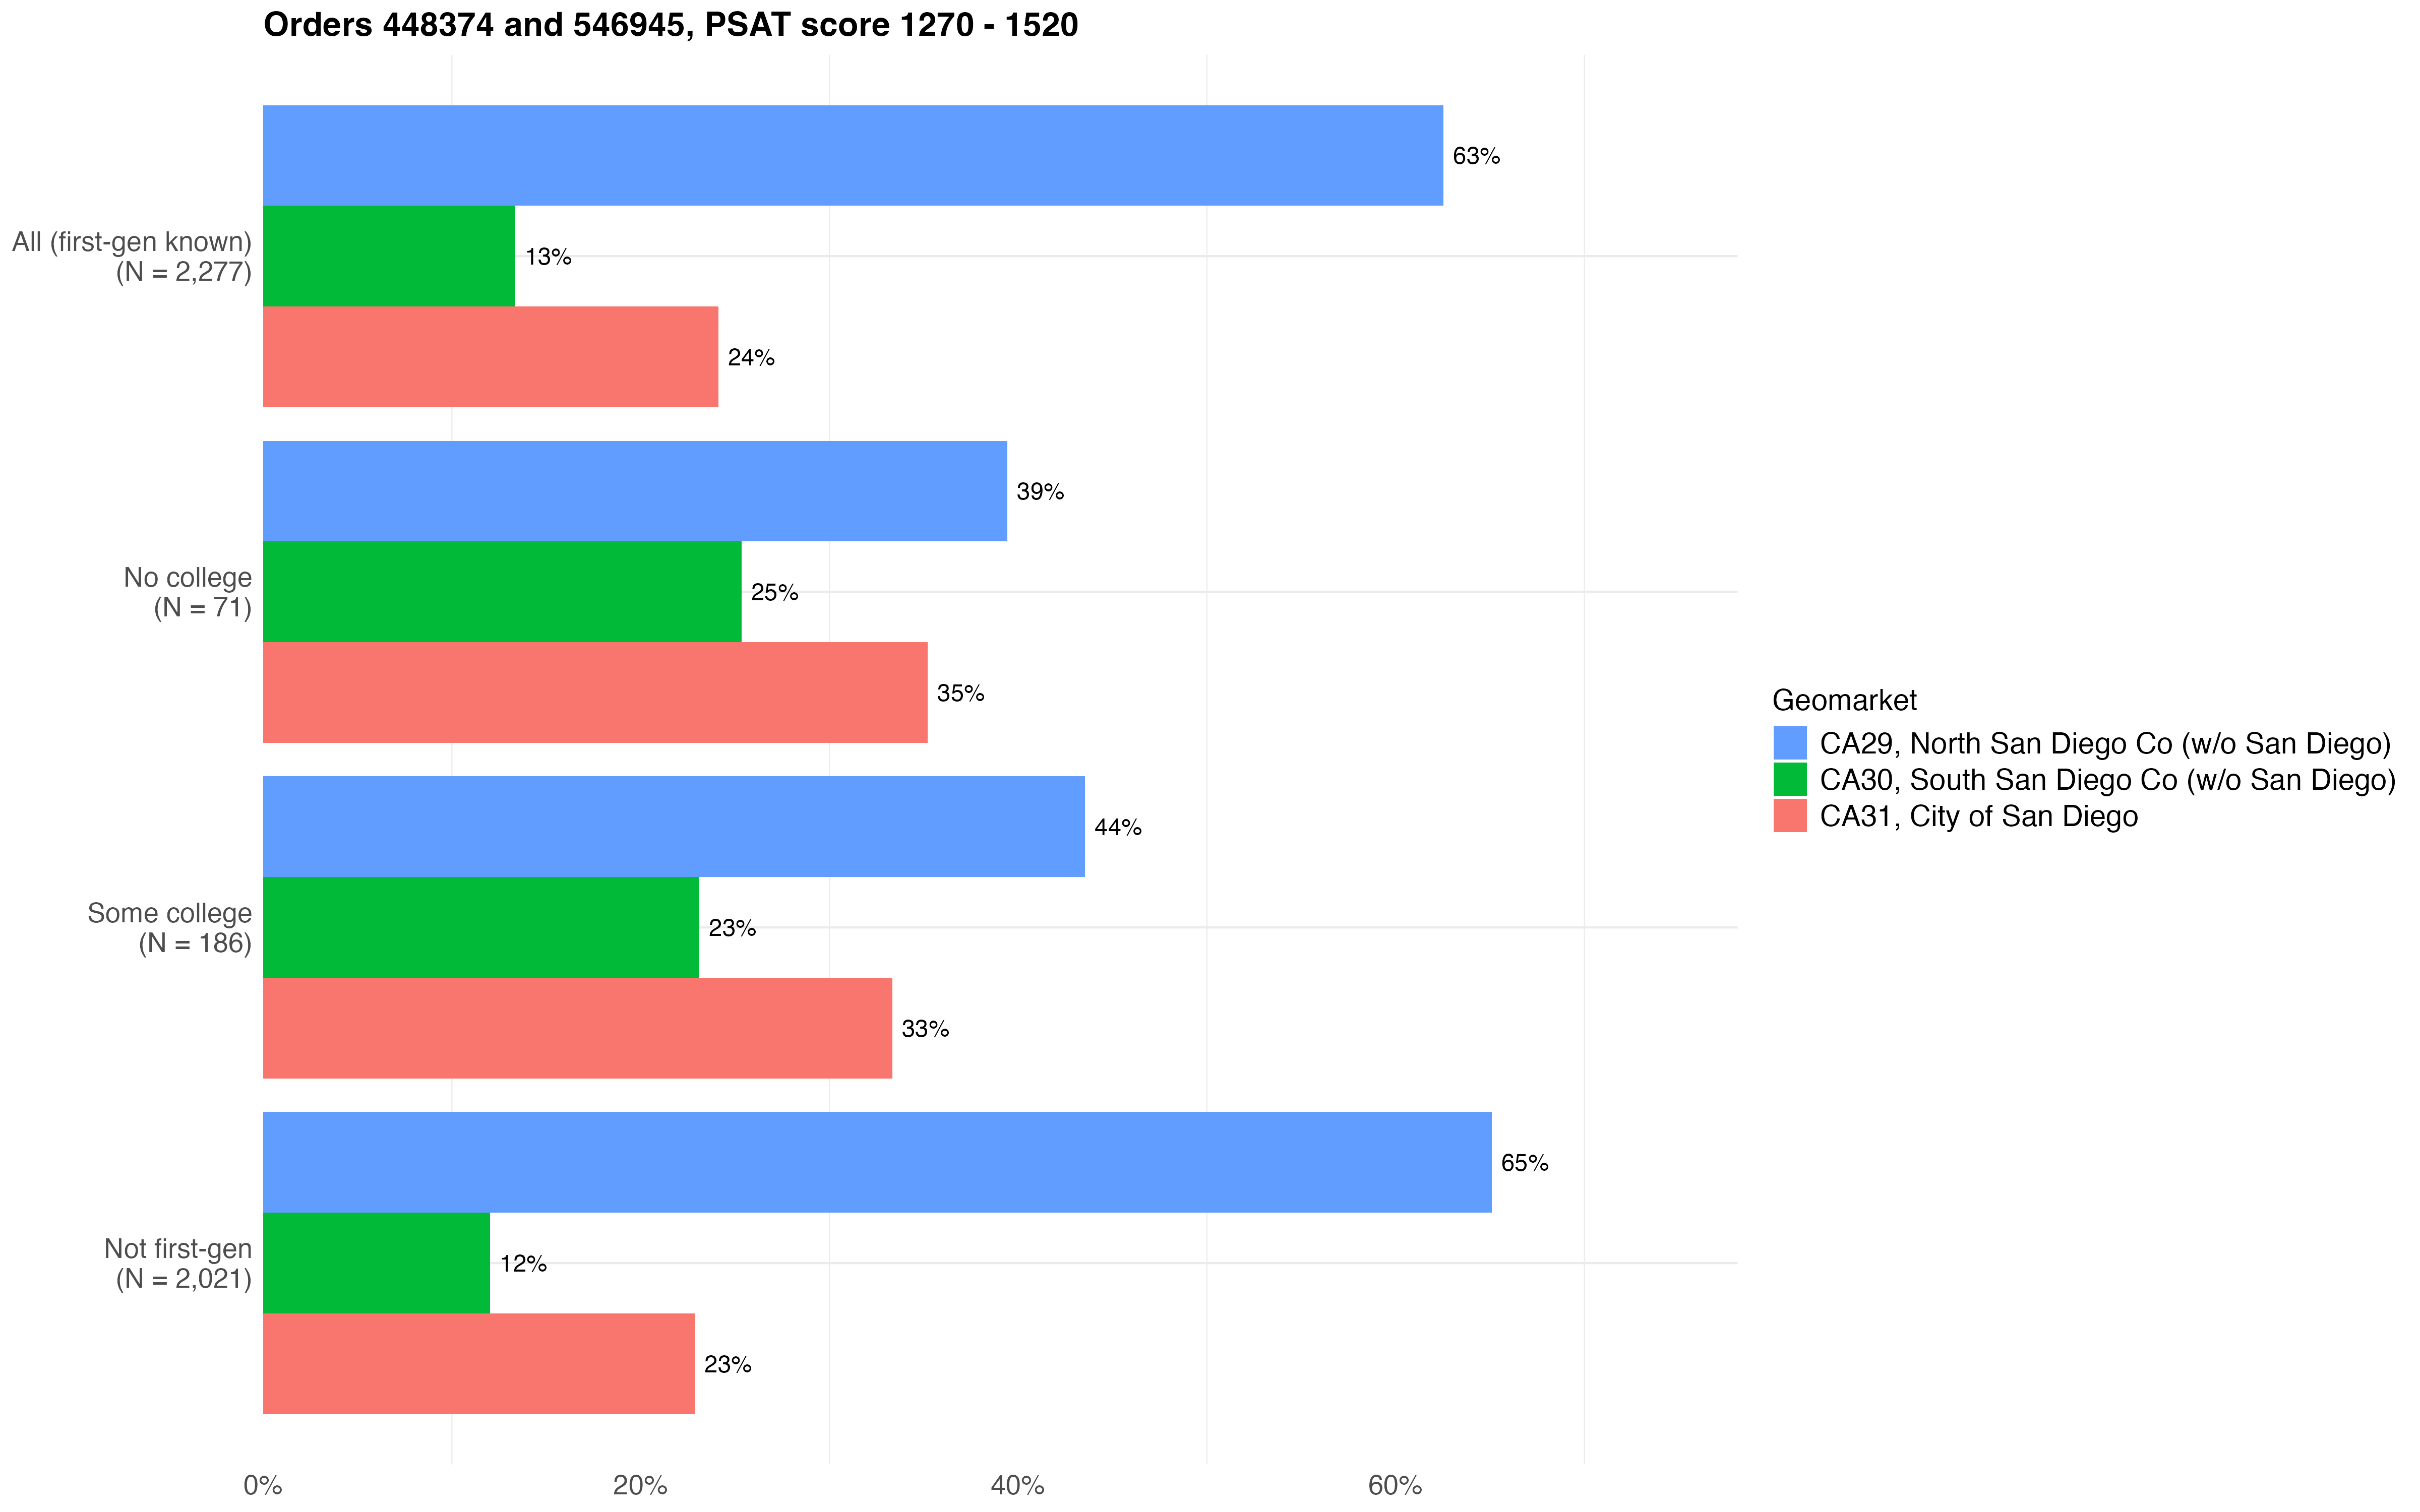 Orders 448374 and 546945, PSAT score 1270 - 1520
All (first-gen known)
(N = 2,277)
63%
13%
24%
No college
(N = 71)
39%
25%
35%
Some college
(N = 186)
44%
23%
33%
Not first-gen
(N = 2,021)
65%
12%
23%
0%
20%
40%
60%
Geomarket
CA29, North San Diego Co (w/o San Diego)
CA30, South San Diego Co (w/o San Diego)
CA31, City of San Diego